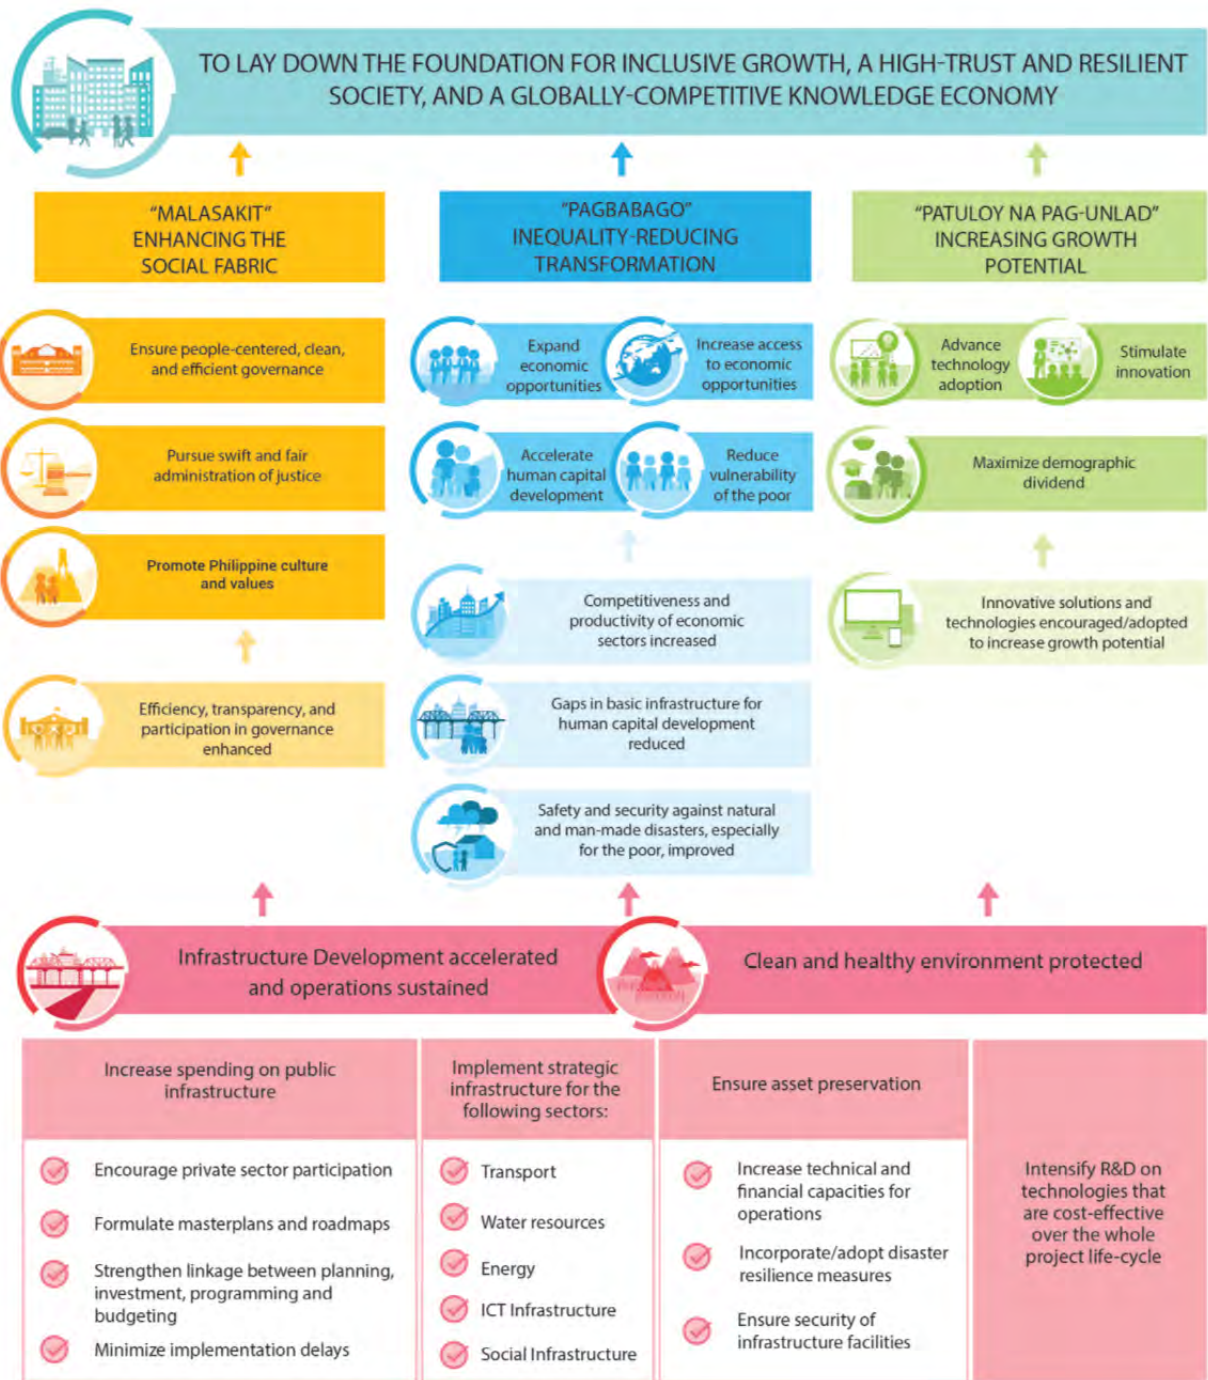 TO LAY DOWN THE FOUNDATION FOR INCLUSIVE GROWTH, A HIGH-TRUST AND RESILIENT
SOCIETY, AND A GLOBALLY-COMPETITIVE KNOWLEDGE ECONOMY
"MALASAKIT"
ENHANCING THE
SOCIAL FABRIC
Ensure people-centered, clean,
and efficient governance
Pursue swift and fair
administration of justice
Promote Philippine culture
and values
Efficiency, transparency, and
participation in governance
enhanced
"PAGBABAGO"
INEQUALITY-REDUCING
TRANSFORMATION
Expand
economic
opportunities
Increase access
to economic
opportunities
Accelerate
human capital
development
Reduce
vulnerability
of the poor
Competitiveness and
productivity of economic
sectors increased
Gaps in basic infrastructure for
human capital development
reduced
Safety and security against natural
and man-made disasters, especially
for the poor, improved
"PATULOY NA PAG-UNLAD"
INCREASING GROWTH
POTENTIAL
Advance
technology
adoption
Stimulate
innovation
Maximize demographic
dividend
Innovative solutions and
technologies encouraged/adopted
to increase growth potential
Infrastructure Development accelerated
and operations sustained
Clean and healthy environment protected
Increase spending on public
infrastructure
Encourage private sector participation
Formulate masterplans and roadmaps
Strengthen linkage between planning,
investment, programming and
budgeting
Minimize implementation delays
Implement strategic
infrastructure for the
following sectors:
Transport
Water resources
Energy
ICT Infrastructure
Social Infrastructure
Ensure asset preservation
Increase technical and
financial capacities for
operations
Incorporate/adopt disaster
resilience measures
Ensure security of
infrastructure facilities
Intensify R&D on
technologies that
are cost-effective
over the whole
project life-cycle